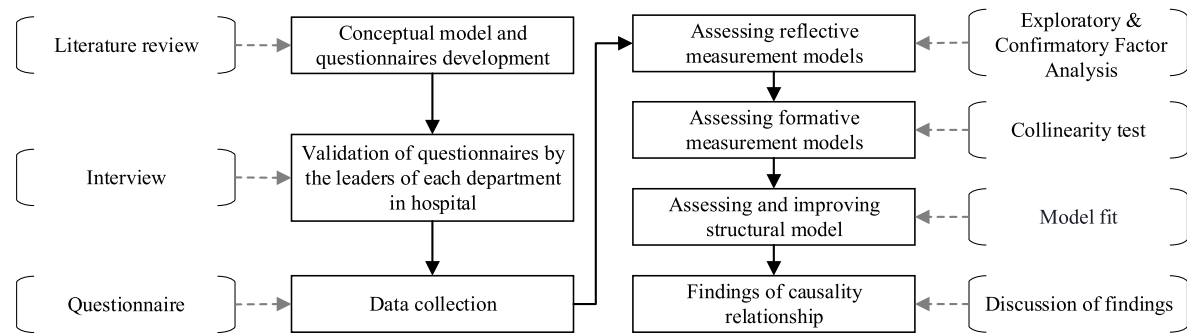 Literature review
Conceptual model and
questionnaires development
Interview
Validation of questionnaires by
the leaders of each department
in hospital
Questionnaire
Data collection
Assessing reflective
measurement models
Exploratory &
Confirmatory Factor
Analysis
Assessing formative
measurement models
Collinearity test
Assessing and improving
structural model
Model fit
Findings of causality
relationship
Discussion of findings